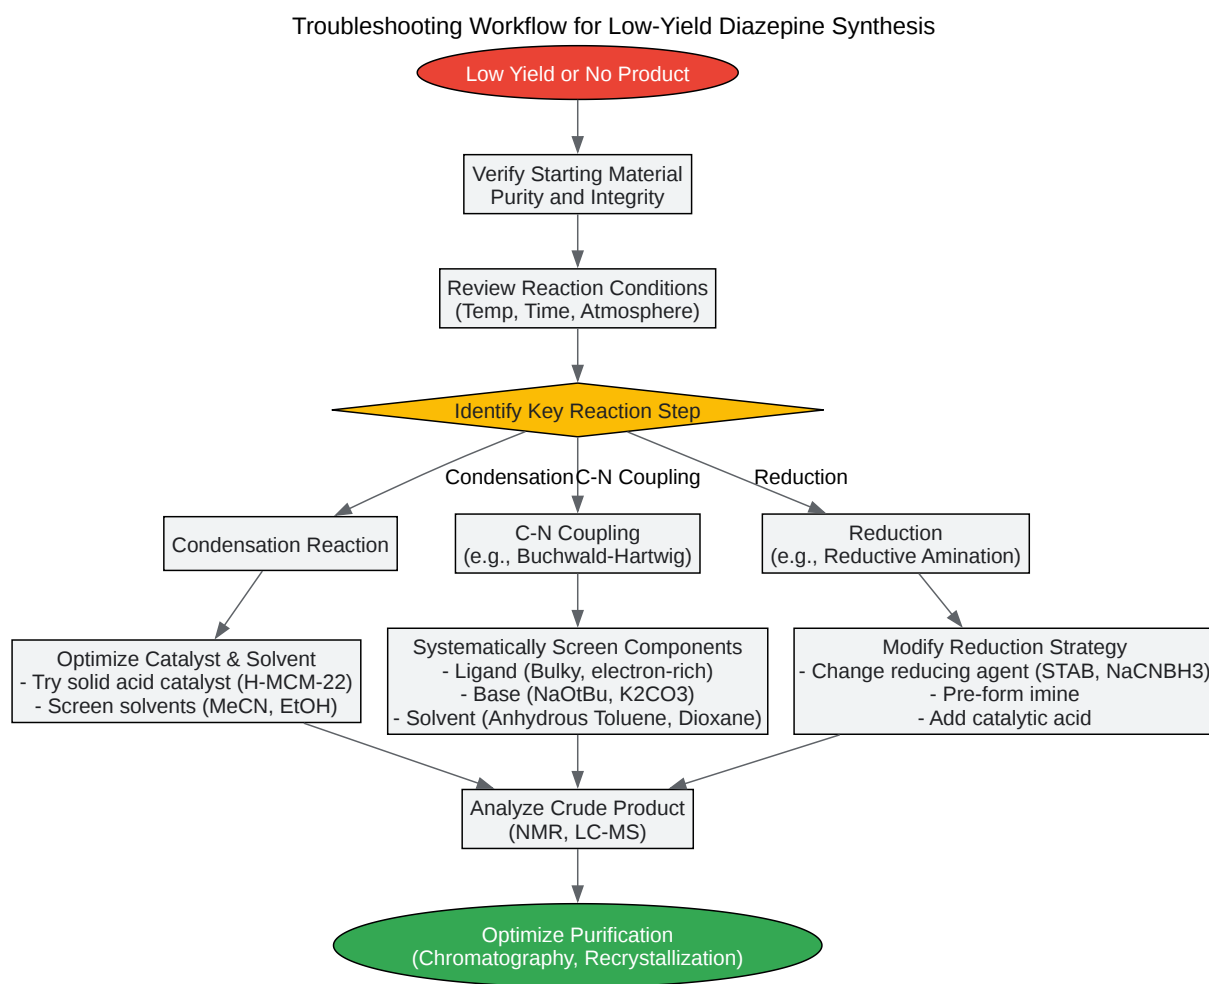 Troubleshooting Workflow for Low-Yield Diazepine Synthesis
Low Yield or No Product
Verify Starting Material
Purity and Integrity
Review Reaction Conditions
(Temp, Time, Atmosphere)
Identify Key Reaction Step
Condensation
C-N Coupling
Reduction
Condensation Reaction
C-N Coupling
(e.g., Buchwald-Hartwig)
Reduction
(e.g., Reductive Amination)
Optimize Catalyst & Solvent
- Try solid acid catalyst (H-MCM-22)
- Screen solvents (MeCN, EtOH)
Systematically Screen Components
- Ligand (Bulky, electron-rich)
- Base (NaOtBu, K2CO3)
- Solvent (Anhydrous Toluene, Dioxane)
Modify Reduction Strategy
- Change reducing agent (STAB, NaCNBH3)
- Pre-form imine
- Add catalytic acid
Analyze Crude Product
(NMR, LC-MS)
Optimize Purification
(Chromatography, Recrystallization)